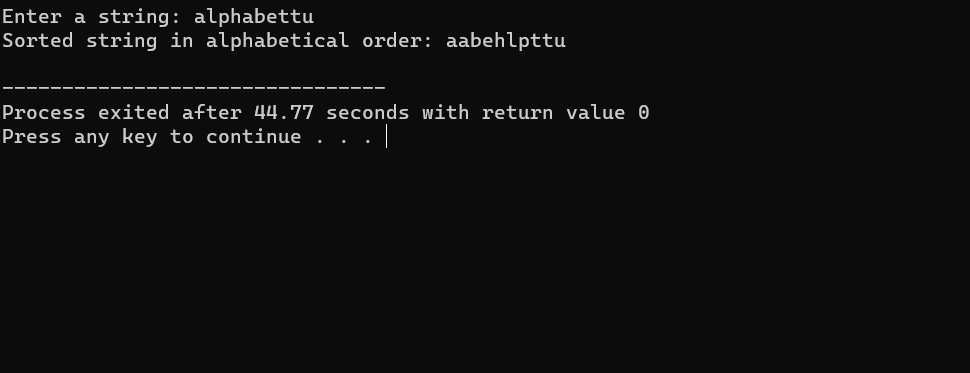 Enter a string: alphabettu
Sorted string in alphabetical order: aabehlpttu
--------------------------------
Process exited after 44.77 seconds with return value 0
Press any key to continue . . .